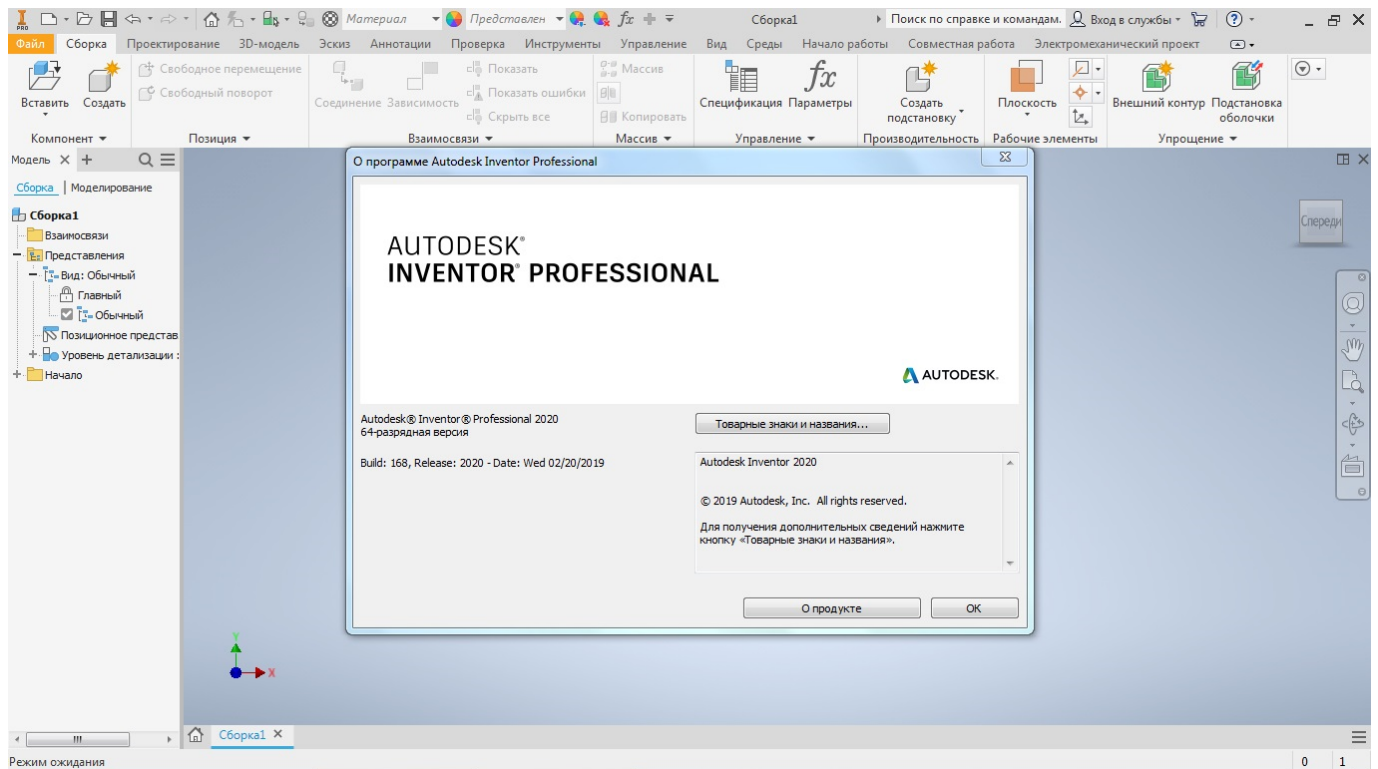 PRO
Материал
Представлен
fx
Сборка1
Поиск по справке и командам.
Вход в службы
Файл
Сборка
Проектирование
3D-модель
Эскиз
Аннотации
Проверка
Инструменты
Управление
Вид
Среды
Начало работы
Совместная работа
Электромеханический проект
Вставить
Создать
Свободное перемещение
Свободный поворот
Соединение
Зависимость
Показать
Показать ошибки
Скрыть все
Массив
Копировать
Спецификация
fx
Параметры
Создать
подстановку
Плоскость
Внешний контур
Подстановка
оболочки
Компонент
Позиция
Взаимосвязи
Массив
Управление
Производительность
Рабочие элементы
Упрощение
Модель
Сборка
Моделирование
Сборка1
Взаимосвязи
Представления
Вид: Обычный
Главный
Обычный
Позиционное представ
Уровень детализации :
Начало
О программе Autodesk Inventor Professional
AUTODESK®
INVENTOR® PROFESSIONAL
AUTODESK.
Autodesk® Inventor® Professional 2020
64-разрядная версия
Build: 168, Release: 2020 - Date: Wed 02/20/2019
Товарные знаки и названия...
Autodesk Inventor 2020
© 2019 Autodesk, Inc. All rights reserved.
Для получения дополнительных сведений нажмите
кнопку «Товарные знаки и названия».
О продукте
ОК
Спереди
Y
X
Сборка1
Режим ожидания
0 1